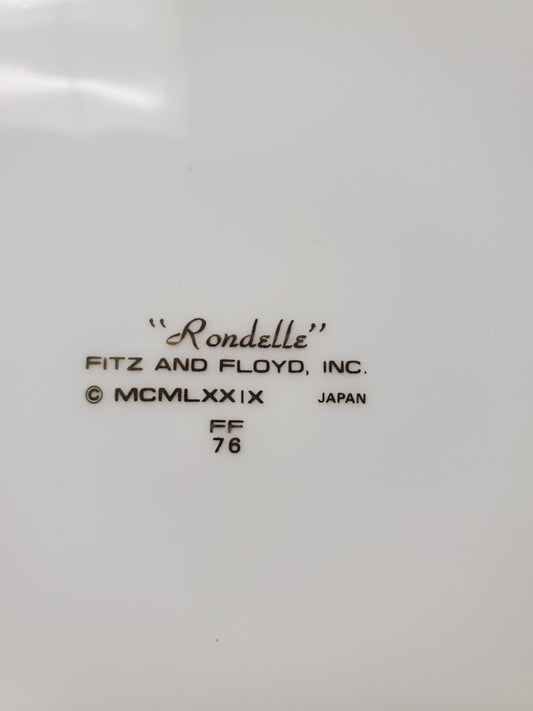 "Rondelle"
FITZ AND FLOYD, INC.
© MCMLXXIX JAPAN
FF
76